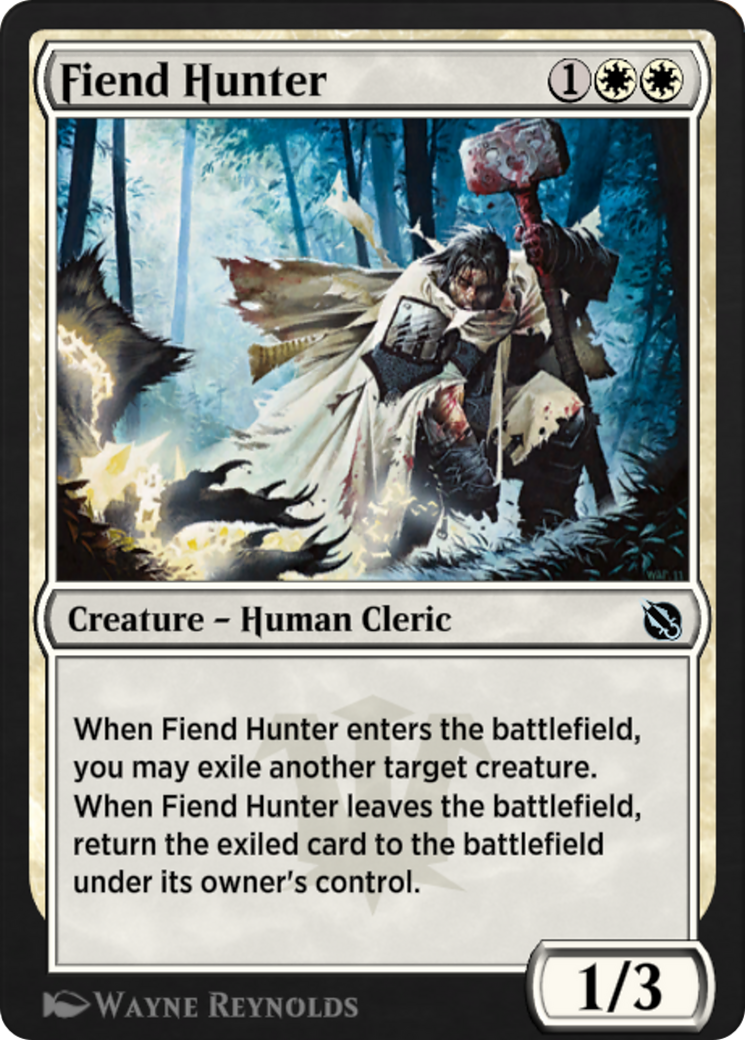 Fiend Hunter
1
Creature – Human Cleric
When Fiend Hunter enters the battlefield,
you may exile another target creature.
When Fiend Hunter leaves the battlefield,
return the exiled card to the battlefield
under its owner's control.
1/3
Wayne Reynolds